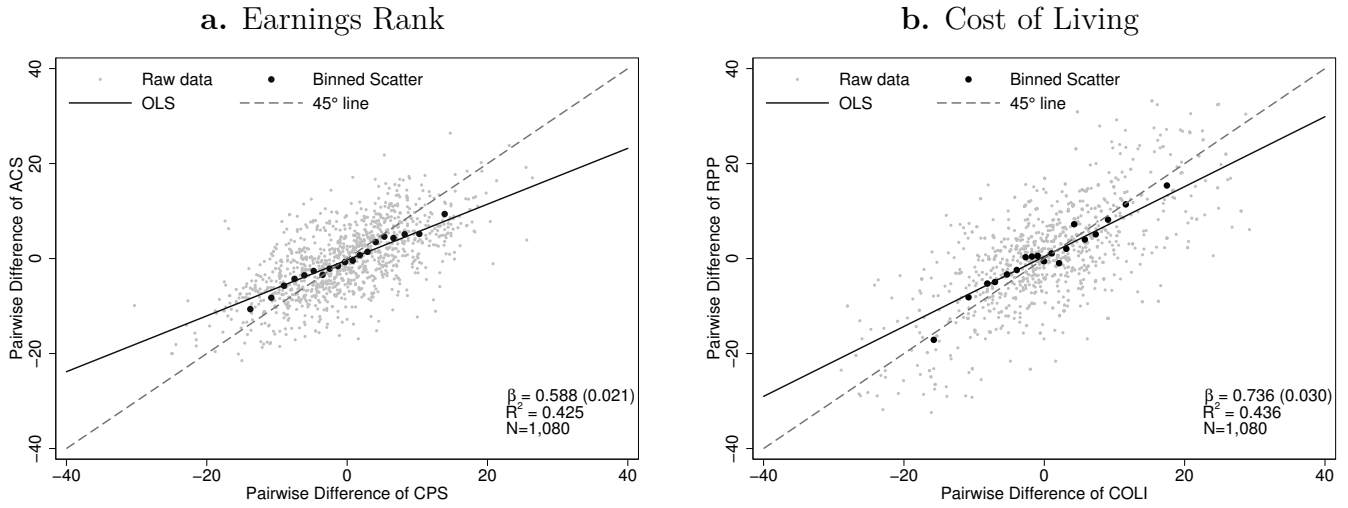 a. Earnings Rank
Raw data
Binned Scatter
OLS
45° line
40
20
0
−20
−40
Pairwise Difference of ACS
β = 0.588 (0.021)
R² = 0.425
N=1,080
−40
−20
0
20
40
Pairwise Difference of CPS
b. Cost of Living
Raw data
Binned Scatter
OLS
45° line
40
20
0
−20
−40
Pairwise Difference of RPP
β = 0.736 (0.030)
R² = 0.436
N=1,080
−40
−20
0
20
40
Pairwise Difference of COLI